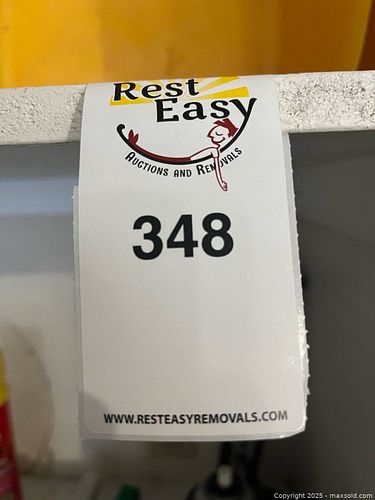 Rest
Easy
AUCTIONS AND REMOVALS
348
WWW.RESTEASYREMOVALS.COM
Copyright 2025 - maxsold.com